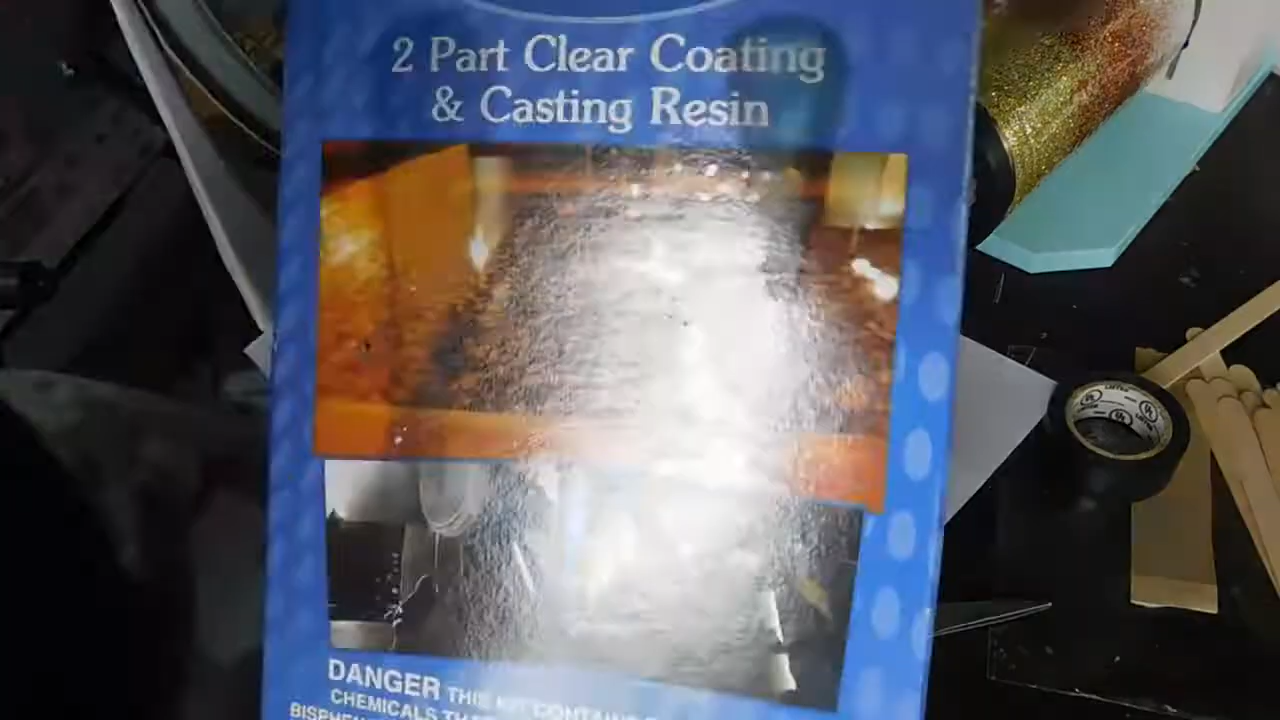 2 Part Clear Coating
& Casting Resin
DANGER THIS KIT CONTAINS
CHEMICALS